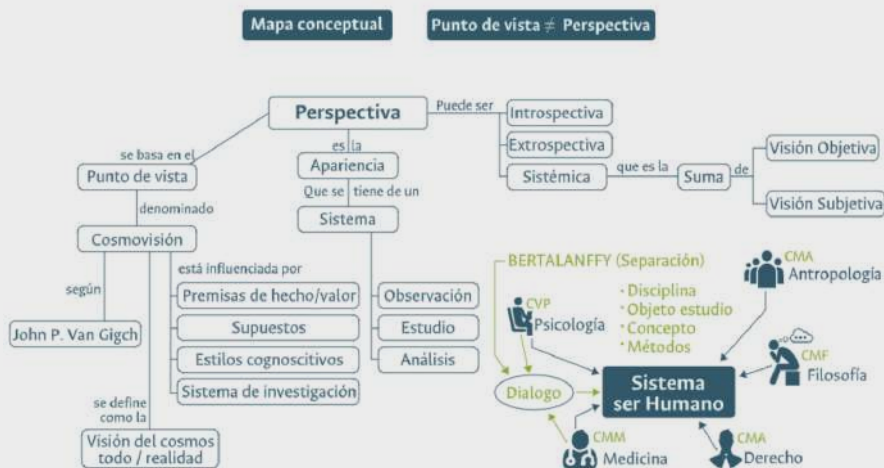 Mapa conceptual
Punto de vista ≠ Perspectiva
Perspectiva
Puede ser
Introspectiva
Extrospectiva
Sistémica
que es la
Suma
de
Visión Objetiva
Visión Subjetiva
se basa en el
Punto de vista
denominado
Cosmovisión
según
John P. Van Gigch
se define
como la
Visión del cosmos
todo / realidad
está influenciada por
Premisas de hecho/valor
Supuestos
Estilos cognoscitivos
Sistema de investigación
es la
Apariencia
Que se tiene de un
Sistema
Observación
Estudio
Análisis
BERTALANFFY (Separación)
· Disciplina
· Objeto estudio
· Concepto
· Métodos
CVP
Psicología
CMA
Antropología
CMF
Filosofía
Dialogo
Sistema
ser Humano
CMM
Medicina
CMA
Derecho